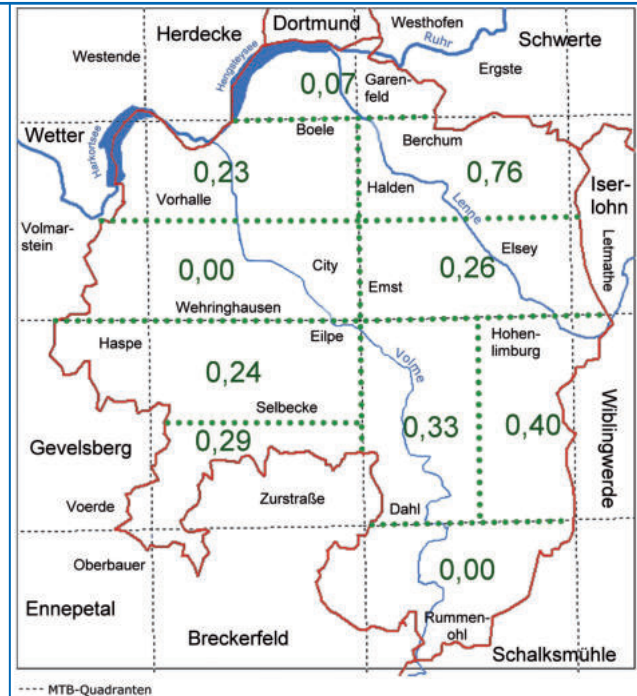 Dortmund
Westhofen
Herdecke
Ruhr
Schwerte
Westende
Hengsteysee
0,07
Garen-
feld
Ergste
Wetter
Harkortsee
Boele
Berchum
0,23
0,76
Iser-
lohn
Vorhalle
Halden
Lenne
Volmar-
stein
Letmathe
Elsey
0,00
City
0,26
Emst
Wehringhausen
Haspe
Eilpe
Hohen-
limburg
Volme
0,24
Selbecke
0,33
0,40
Wiblingwerde
Gevelsberg
0,29
Voerde
Zurstraße
Dahl
Oberbauer
0,00
Ennepetal
Rummen-
ohl
Breckerfeld
Schalksmühle
---- MTB-Quadranten